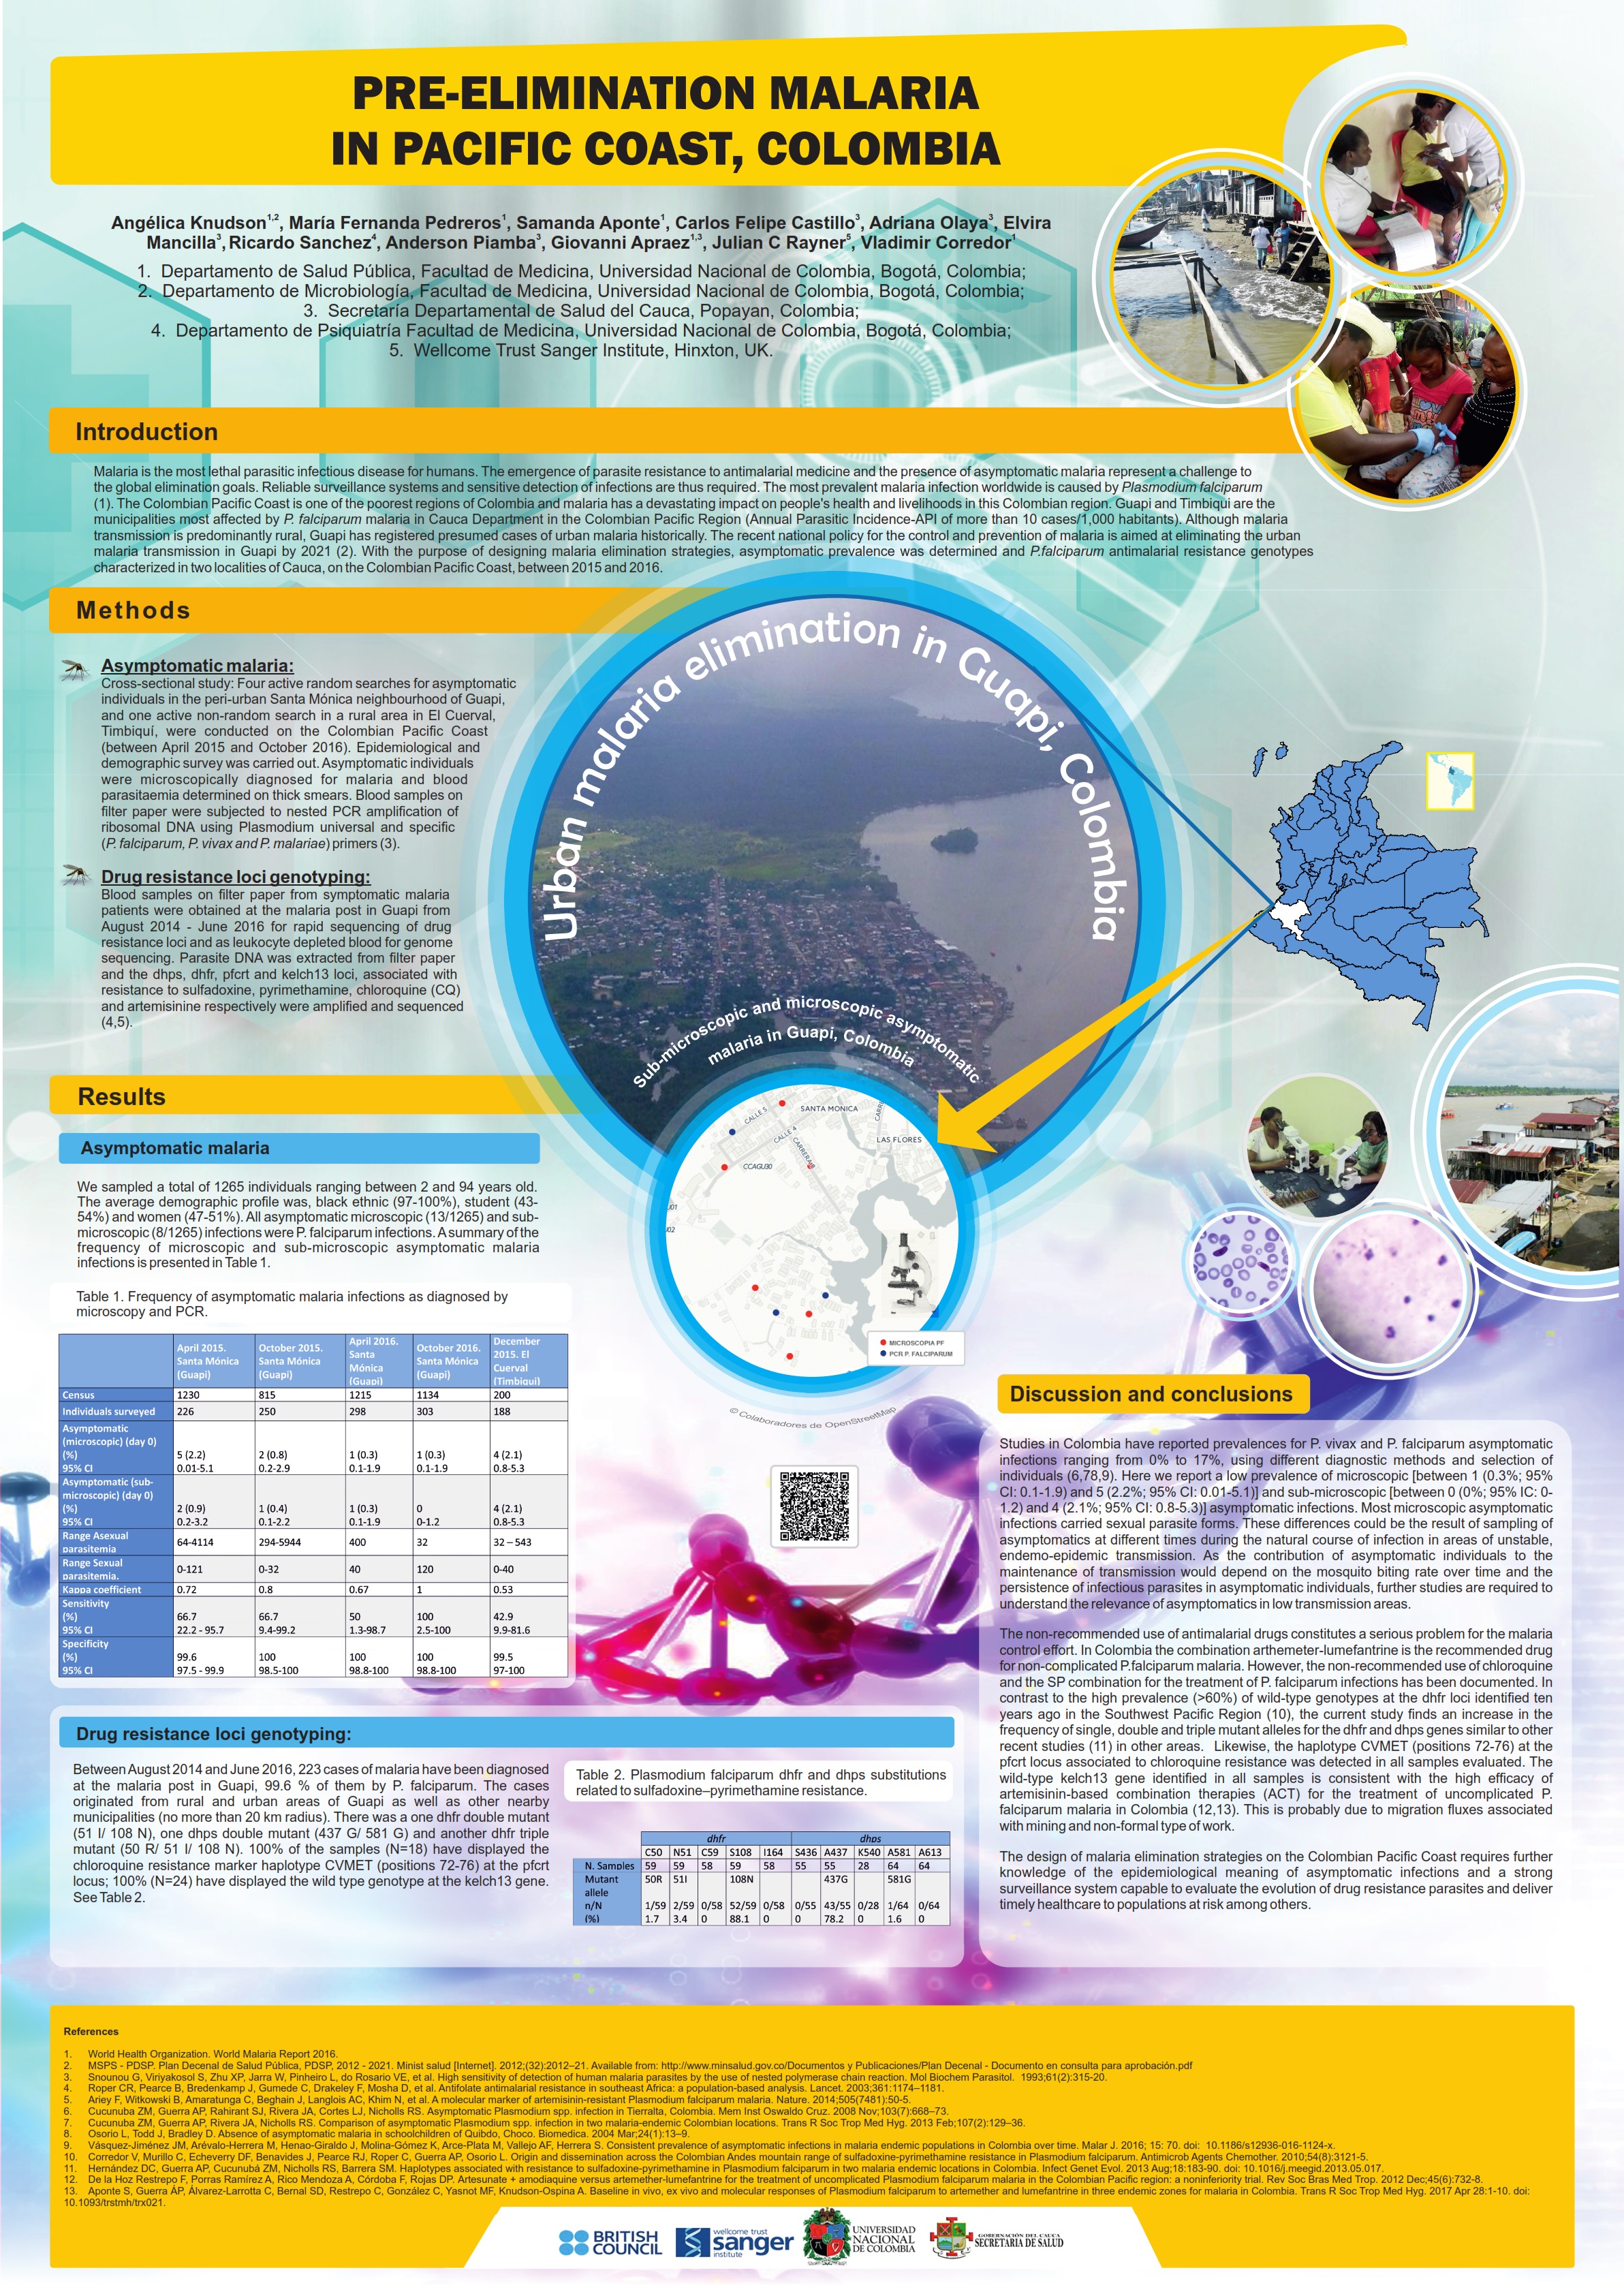 PRE-ELIMINATION MALARIA
IN PACIFIC COAST, COLOMBIA
Angélica Knudson1,2, María Fernanda Pedreros1, Samanda Aponte1, Carlos Felipe Castillo3, Adriana Olaya3, Elvira
Mancilla3, Ricardo Sanchez4, Anderson Piamba3, Giovanni Apraez1,3, Julian C Rayner5, Vladimir Corredor1
1. Departamento de Salud Pública, Facultad de Medicina, Universidad Nacional de Colombia, Bogotá, Colombia;
2. Departamento de Microbiología, Facultad de Medicina, Universidad Nacional de Colombia, Bogotá, Colombia;
3. Secretaría Departamental de Salud del Cauca, Popayan, Colombia;
4. Departamento de Psiquiatría Facultad de Medicina, Universidad Nacional de Colombia, Bogotá, Colombia;
5. Wellcome Trust Sanger Institute, Hinxton, UK.
Introduction
Malaria is the most lethal parasitic infectious disease for humans. The emergence of parasite resistance to antimalarial medicine and the presence of asymptomatic malaria represent a challenge to
the global elimination goals. Reliable surveillance systems and sensitive detection of infections are thus required. The most prevalent malaria infection worldwide is caused by Plasmodium falciparum
(1). The Colombian Pacific Coast is one of the poorest regions of Colombia and malaria has a devastating impact on people's health and livelihoods in this Colombian region. Guapi and Timbiqui are the
municipalities most affected by P. falciparum malaria in Cauca Department in the Colombian Pacific Region (Annual Parasitic Incidence-API of more than 10 cases/1,000 habitants). Although malaria
transmission is predominantly rural, Guapi has registered presumed cases of urban malaria historically. The recent national policy for the control and prevention of malaria is aimed at eliminating the urban
malaria transmission in Guapi by 2021 (2). With the purpose of designing malaria elimination strategies, asymptomatic prevalence was determined and P.falciparum antimalarial resistance genotypes
characterized in two localities of Cauca, on the Colombian Pacific Coast, between 2015 and 2016.
Methods
Asymptomatic malaria:
Cross-sectional study: Four active random searches for asymptomatic
individuals in the peri-urban Santa Mónica neighbourhood of Guapi,
and one active non-random search in a rural area in El Cuerval,
Timbiquí, were conducted on the Colombian Pacific Coast
(between April 2015 and October 2016). Epidemiological and
demographic survey was carried out. Asymptomatic individuals
were microscopically diagnosed for malaria and blood
parasitaemia determined on thick smears. Blood samples on
filter paper were subjected to nested PCR amplification of
ribosomal DNA using Plasmodium universal and specific
(P. falciparum, P. vivax and P. malariae) primers (3).
Drug resistance loci genotyping:
Blood samples on filter paper from symptomatic malaria
patients were obtained at the malaria post in Guapi from
August 2014 - June 2016 for rapid sequencing of drug
resistance loci and as leukocyte depleted blood for genome
sequencing. Parasite DNA was extracted from filter paper
and the dhps, dhfr, pfcrt and kelch13 loci, associated with
resistance to sulfadoxine, pyrimethamine, chloroquine (CQ)
and artemisinine respectively were amplified and sequenced
(4,5).
Urban malaria elimination in Guapi, Colombia
Sub-microscopic and microscopic asymptomatic
malaria in Guapi, Colombia
CALLE 5
SANTA MONICA
CARRE
CALLE 4
CARRERA
LAS FLORES
CCAGUB0
J01
J02
MICROSCOPIA PF
PCR P. FALCIPARUM
© Colaboradores de OpenStreetMap
Results
Asymptomatic malaria
We sampled a total of 1265 individuals ranging between 2 and 94 years old.
The average demographic profile was, black ethnic (97-100%), student (43-
54%) and women (47-51%). All asymptomatic microscopic (13/1265) and sub-
microscopic (8/1265) infections were P. falciparum infections. A summary of the
frequency of microscopic and sub-microscopic asymptomatic malaria
infections is presented in Table 1.
Table 1. Frequency of asymptomatic malaria infections as diagnosed by
microscopy and PCR.
April 2015. Santa Mónica (Guapi) October 2015. Santa Mónica (Guapi) April 2016. Santa Mónica (Guapi) October 2016. Santa Mónica (Guapi) December 2015. El Cuerval (Timbiqui)
Census 1230 815 1215 1134 200
Individuals surveyed 226 250 298 303 188
Asymptomatic (microscopic) (day 0)
(%) 5 (2.2) 2 (0.8) 1 (0.3) 1 (0.3) 4 (2.1)
95% CI 0.01-5.1 0.2-2.9 0.1-1.9 0.1-1.9 0.8-5.3
Asymptomatic (sub-microscopic) (day 0)
(%) 2 (0.9) 1 (0.4) 1 (0.3) 0 4 (2.1)
95% CI 0.2-3.2 0.1-2.2 0.1-1.9 0-1.2 0.8-5.3
Range Asexual parasitemia 64-4114 294-5944 400 32 32 – 543
Range Sexual parasitemia. 0-121 0-32 40 120 0-40
Kappa coefficient 0.72 0.8 0.67 1 0.53
Sensitivity
(%) 66.7 66.7 50 100 42.9
95% CI 22.2 - 95.7 9.4-99.2 1.3-98.7 2.5-100 9.9-81.6
Specificity
(%) 99.6 100 100 100 99.5
95% CI 97.5 - 99.9 98.5-100 98.8-100 98.8-100 97-100
Drug resistance loci genotyping:
Between August 2014 and June 2016, 223 cases of malaria have been diagnosed
at the malaria post in Guapi, 99.6 % of them by P. falciparum. The cases
originated from rural and urban areas of Guapi as well as other nearby
municipalities (no more than 20 km radius). There was a one dhfr double mutant
(51 I/ 108 N), one dhps double mutant (437 G/ 581 G) and another dhfr triple
mutant (50 R/ 51 I/ 108 N). 100% of the samples (N=18) have displayed the
chloroquine resistance marker haplotype CVMET (positions 72-76) at the pfcrt
locus; 100% (N=24) have displayed the wild type genotype at the kelch13 gene.
See Table 2.
Table 2. Plasmodium falciparum dhfr and dhps substitutions
related to sulfadoxine–pyrimethamine resistance.
dhfr dhps
C50 N51 C59 S108 I164 S436 A437 K540 A581 A613
N. Samples 59 59 58 59 58 55 55 28 64 64
Mutant allele 50R 51I 108N 437G 581G
n/N 1/59 2/59 0/58 52/59 0/58 0/55 43/55 0/28 1/64 0/64
(%) 1.7 3.4 0 88.1 0 0 78.2 0 1.6 0
Discussion and conclusions
Studies in Colombia have reported prevalences for P. vivax and P. falciparum asymptomatic
infections ranging from 0% to 17%, using different diagnostic methods and selection of
individuals (6,78,9). Here we report a low prevalence of microscopic [between 1 (0.3%; 95%
CI: 0.1-1.9) and 5 (2.2%; 95% CI: 0.01-5.1)] and sub-microscopic [between 0 (0%; 95% IC: 0-
1.2) and 4 (2.1%; 95% CI: 0.8-5.3)] asymptomatic infections. Most microscopic asymptomatic
infections carried sexual parasite forms. These differences could be the result of sampling of
asymptomatics at different times during the natural course of infection in areas of unstable,
endemo-epidemic transmission. As the contribution of asymptomatic individuals to the
maintenance of transmission would depend on the mosquito biting rate over time and the
persistence of infectious parasites in asymptomatic individuals, further studies are required to
understand the relevance of asymptomatics in low transmission areas.
The non-recommended use of antimalarial drugs constitutes a serious problem for the malaria
control effort. In Colombia the combination arthemeter-lumefantrine is the recommended drug
for non-complicated P.falciparum malaria. However, the non-recommended use of chloroquine
and the SP combination for the treatment of P. falciparum infections has been documented. In
contrast to the high prevalence (>60%) of wild-type genotypes at the dhfr loci identified ten
years ago in the Southwest Pacific Region (10), the current study finds an increase in the
frequency of single, double and triple mutant alleles for the dhfr and dhps genes similar to other
recent studies (11) in other areas. Likewise, the haplotype CVMET (positions 72-76) at the
pfcrt locus associated to chloroquine resistance was detected in all samples evaluated. The
wild-type kelch13 gene identified in all samples is consistent with the high efficacy of
artemisinin-based combination therapies (ACT) for the treatment of uncomplicated P.
falciparum malaria in Colombia (12,13). This is probably due to migration fluxes associated
with mining and non-formal type of work.
The design of malaria elimination strategies on the Colombian Pacific Coast requires further
knowledge of the epidemiological meaning of asymptomatic infections and a strong
surveillance system capable to evaluate the evolution of drug resistance parasites and deliver
timely healthcare to populations at risk among others.
References
1. World Health Organization. World Malaria Report 2016.
2. MSPS - PDSP. Plan Decenal de Salud Pública, PDSP, 2012 - 2021. Minist salud [Internet]. 2012;(32):2012–21. Available from: http://www.minsalud.gov.co/Documentos y Publicaciones/Plan Decenal - Documento en consulta para aprobación.pdf
3. Snounou G, Viriyakosol S, Zhu XP, Jarra W, Pinheiro L, do Rosario VE, et al. High sensitivity of detection of human malaria parasites by the use of nested polymerase chain reaction. Mol Biochem Parasitol. 1993;61(2):315-20.
4. Roper CR, Pearce B, Bredenkamp J, Gumede C, Drakeley F, Mosha D, et al. Antifolate antimalarial resistance in southeast Africa: a population-based analysis. Lancet. 2003;361:1174–1181.
5. Ariey F, Witkowski B, Amaratunga C, Beghain J, Langlois AC, Khim N, et al. A molecular marker of artemisinin-resistant Plasmodium falciparum malaria. Nature. 2014;505(7481):50-5.
6. Cucunuba ZM, Guerra AP, Rahirant SJ, Rivera JA, Cortes LJ, Nicholls RS. Asymptomatic Plasmodium spp. infection in Tierralta, Colombia. Mem Inst Oswaldo Cruz. 2008 Nov;103(7):668–73.
7. Cucunuba ZM, Guerra AP, Rivera JA, Nicholls RS. Comparison of asymptomatic Plasmodium spp. infection in two malaria-endemic Colombian locations. Trans R Soc Trop Med Hyg. 2013 Feb;107(2):129–36.
8. Osorio L, Todd J, Bradley D. Absence of asymptomatic malaria in schoolchildren of Quibdo, Choco. Biomedica. 2004 Mar;24(1):13–9.
9. Vásquez-Jiménez JM, Arévalo-Herrera M, Henao-Giraldo J, Molina-Gómez K, Arce-Plata M, Vallejo AF, Herrera S. Consistent prevalence of asymptomatic infections in malaria endemic populations in Colombia over time. Malar J. 2016; 15: 70. doi: 10.1186/s12936-016-1124-x.
10. Corredor V, Murillo C, Echeverry DF, Benavides J, Pearce RJ, Roper C, Guerra AP, Osorio L. Origin and dissemination across the Colombian Andes mountain range of sulfadoxine-pyrimethamine resistance in Plasmodium falciparum. Antimicrob Agents Chemother. 2010;54(8):3121-5.
11. Hernández DC, Guerra AP, Cucunubá ZM, Nicholls RS, Barrera SM. Haplotypes associated with resistance to sulfadoxine-pyrimethamine in Plasmodium falciparum in two malaria endemic locations in Colombia. Infect Genet Evol. 2013 Aug;18:183-90. doi: 10.1016/j.meegid.2013.05.017.
12. De la Hoz Restrepo F, Porras Ramírez A, Rico Mendoza A, Córdoba F, Rojas DP. Artesunate + amodiaquine versus artemether-lumefantrine for the treatment of uncomplicated Plasmodium falciparum malaria in the Colombian Pacific region: a noninferiority trial. Rev Soc Bras Med Trop. 2012 Dec;45(6):732-8.
13. Aponte S, Guerra ÁP, Álvarez-Larrotta C, Bernal SD, Restrepo C, González C, Yasnot MF, Knudson-Ospina A. Baseline in vivo, ex vivo and molecular responses of Plasmodium falciparum to artemether and lumefantrine in three endemic zones for malaria in Colombia. Trans R Soc Trop Med Hyg. 2017 Apr 28:1-10. doi:
10.1093/trstmh/trx021.
BRITISH COUNCIL
wellcome trust sanger institute
UNIVERSIDAD NACIONAL DE COLOMBIA
GOBERNACIÓN DEL CAUCA
SECRETARIA DE SALUD